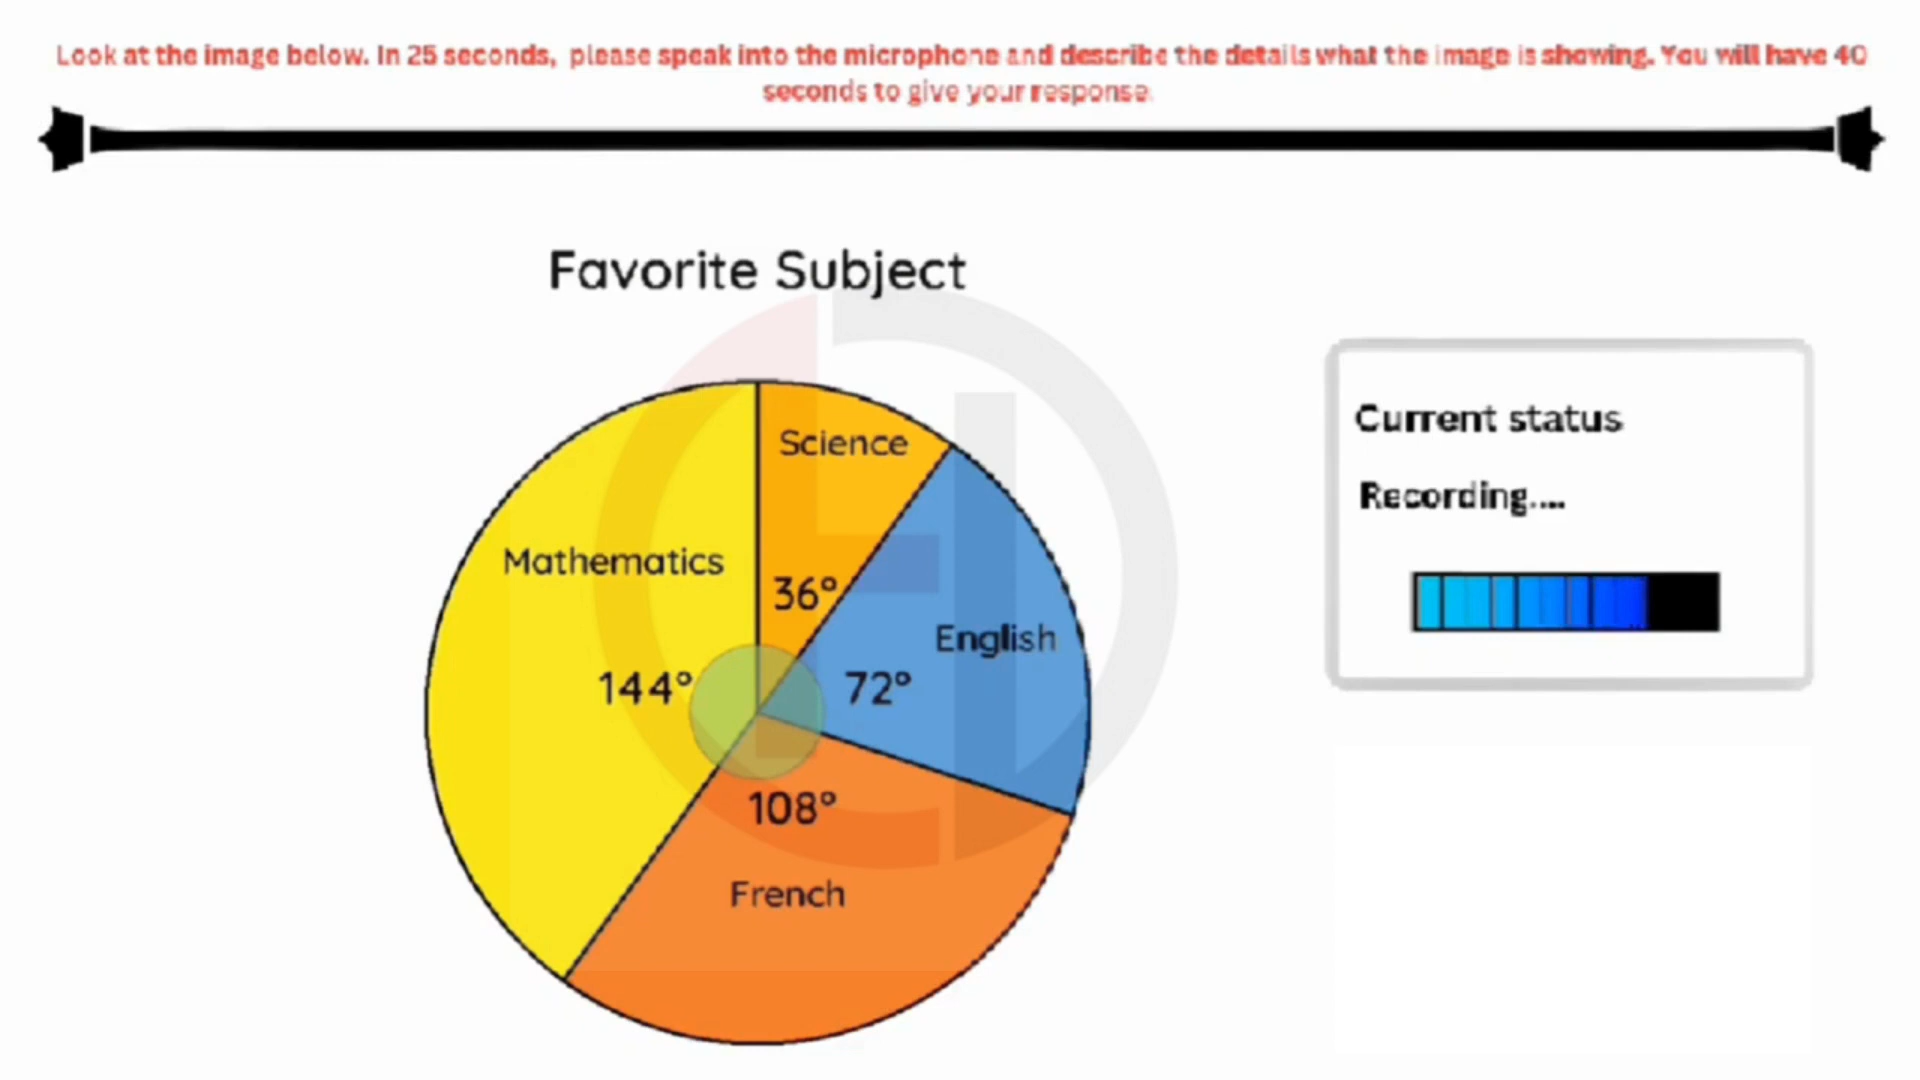 Look at the image below. In 25 seconds, please speak into the microphone and describe the details what the image is showing. You will have 40
seconds to give your response.
Favorite Subject
Science
36°
Mathematics
144°
English
72°
108°
French
Current status
Recording....